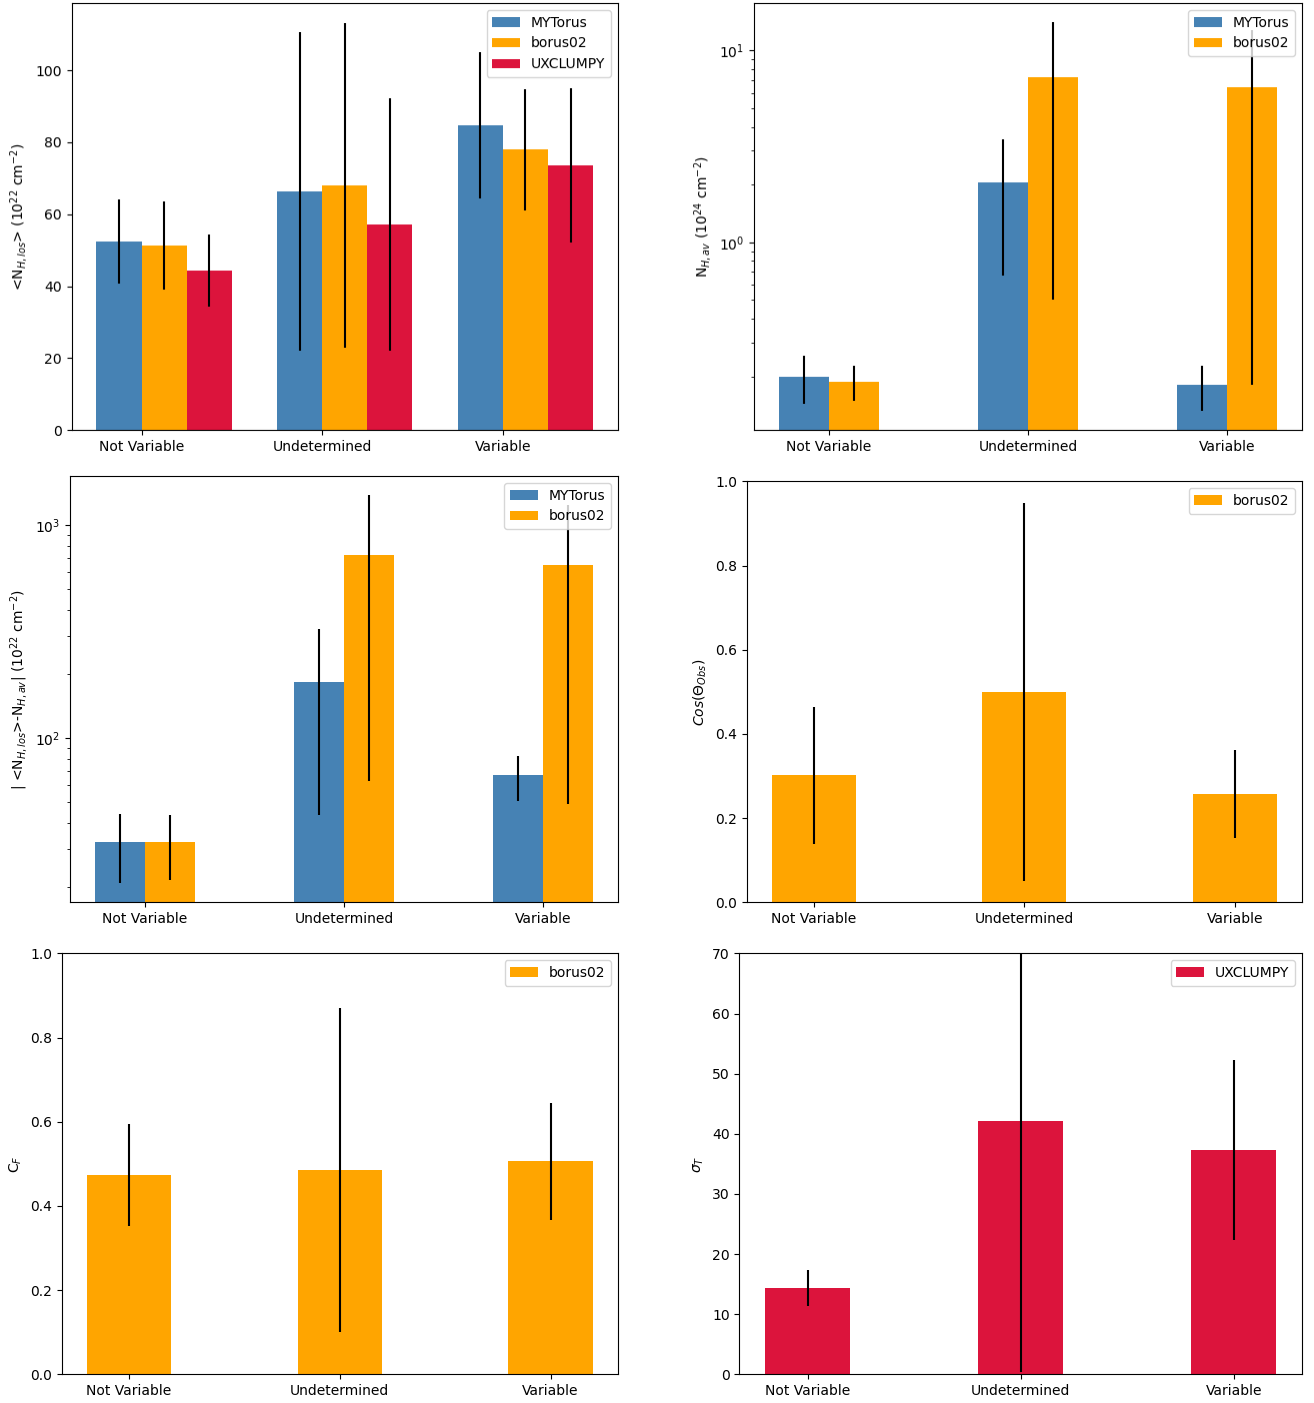 MYTorus
borus02
UXCLUMPY
<N_{H,los}> (10^{22} cm^{−2})
100
80
60
40
20
0
Not Variable Undetermined Variable
MYTorus
borus02
N_{H,av} (10^{24} cm^{−2})
10^{1}
10^{0}
Not Variable Undetermined Variable
MYTorus
borus02
| <N_{H,los}>-N_{H,av}| (10^{22} cm^{−2})
10^{3}
10^{2}
Not Variable Undetermined Variable
borus02
Cos(Θ_{Obs})
1.0
0.8
0.6
0.4
0.2
0.0
Not Variable Undetermined Variable
borus02
C_{F}
1.0
0.8
0.6
0.4
0.2
0.0
Not Variable Undetermined Variable
UXCLUMPY
σ_{T}
70
60
50
40
30
20
10
0
Not Variable Undetermined Variable